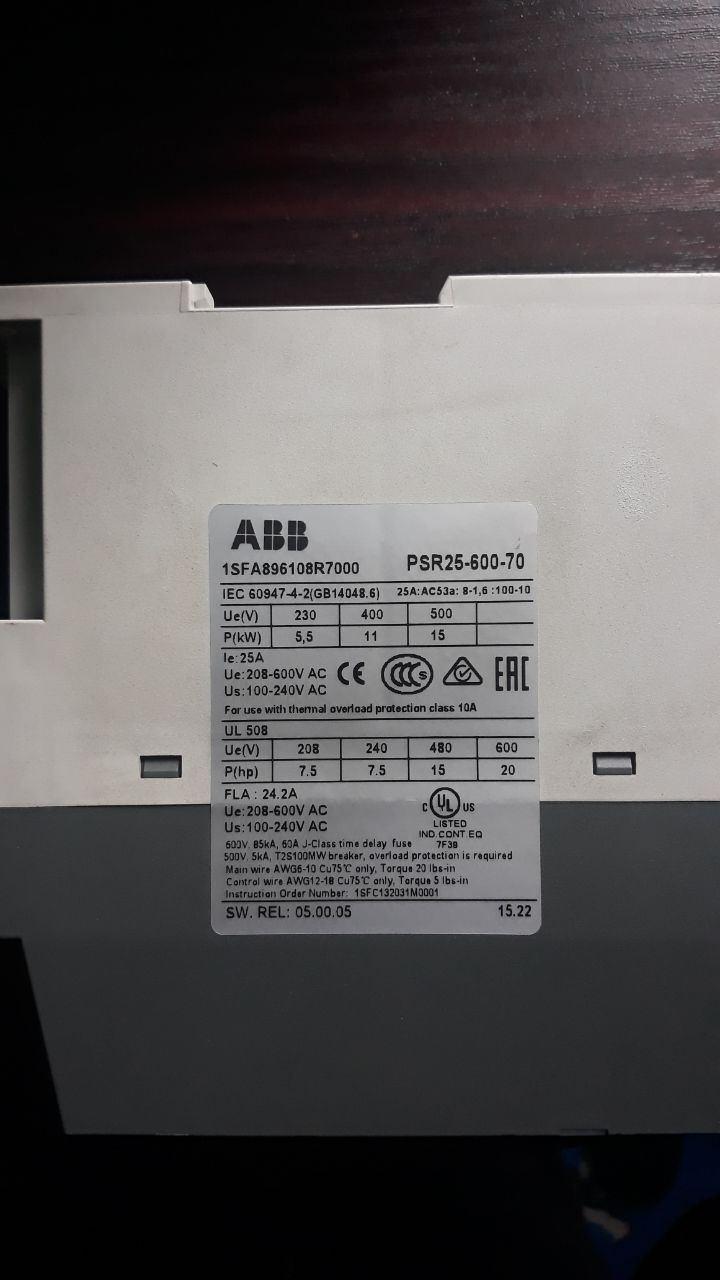 ABB
1SFA896108R7000 PSR25-600-70
IEC 60947-4-2(GB14048.6) 25A:AC53a: 8-1,6 :100-10
Ue(V) 230 400 500
P(kW) 5,5 11 15
Ie: 25A
Ue: 208-600V AC
Us:100-240V AC
CE CCC S EAC
For use with thermal overload protection class 10A
UL 508
Ue(V) 208 240 480 600
P(hp) 7.5 7.5 15 20
FLA : 24.2A
Ue: 208-600V AC
Us:100-240V AC
C UL US
LISTED
IND.CONT.EQ
7F38
600V, 85kA, 60A J-Class time delay fuse
500V, 5kA, T2S100MW breaker, overload protection is required
Main wire AWG6-10 Cu75℃ only, Torque 20 lbs-in
Control wire AWG12-18 Cu75℃ only, Torque 5 lbs-in
Instruction Order Number: 1SFC132031M0001
SW. REL: 05.00.05 15.22